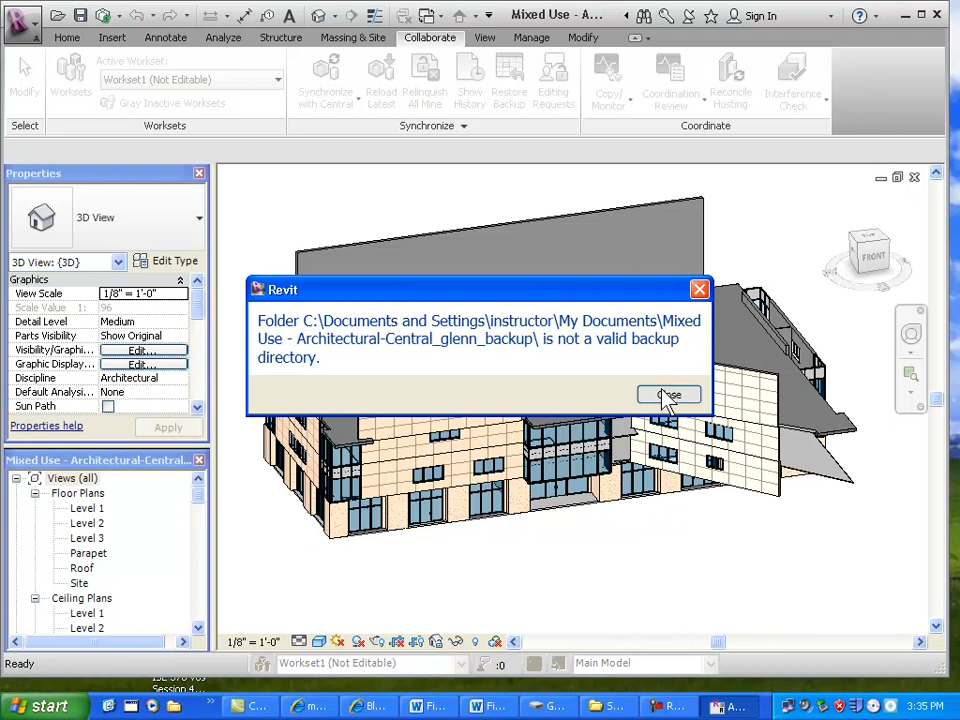 Mixed Use - A...
Sign In
Home Insert Annotate Analyze Structure Massing & Site Collaborate View Manage Modify
Modify
Worksets
Active Workset:
Workset1 (Not Editable)
Gray Inactive Worksets
Synchronize with Central
Reload Latest
Relinquish All Mine
Show History
Restore Backup
Editing Requests
Copy/ Monitor
Coordination Review
Reconcile Hosting
Interference Check
Select Worksets Synchronize Coordinate
Properties
3D View
3D View: {3D} Edit Type
Graphics
View Scale 1/8" = 1'-0"
Scale Value 1: 96
Detail Level Medium
Parts Visibility Show Original
Visibility/Graphi... Edit...
Graphic Display... Edit...
Discipline Architectural
Default Analysi... None
Sun Path
Properties help Apply
Mixed Use - Architectural-Central...
Views (all)
Floor Plans
Level 1
Level 2
Level 3
Parapet
Roof
Site
Ceiling Plans
Level 1
Level 2
TOP
FRONT
Revit
Folder C:\Documents and Settings\instructor\My Documents\Mixed
Use - Architectural-Central_glenn_backup\ is not a valid backup
directory.
Close
1/8" = 1'-0"
Ready
Workset1 (Not Editable) :0 Main Model
Session 4...
start C... m... Bl... Fi... Fi... G... S... R... A... 3:35 PM